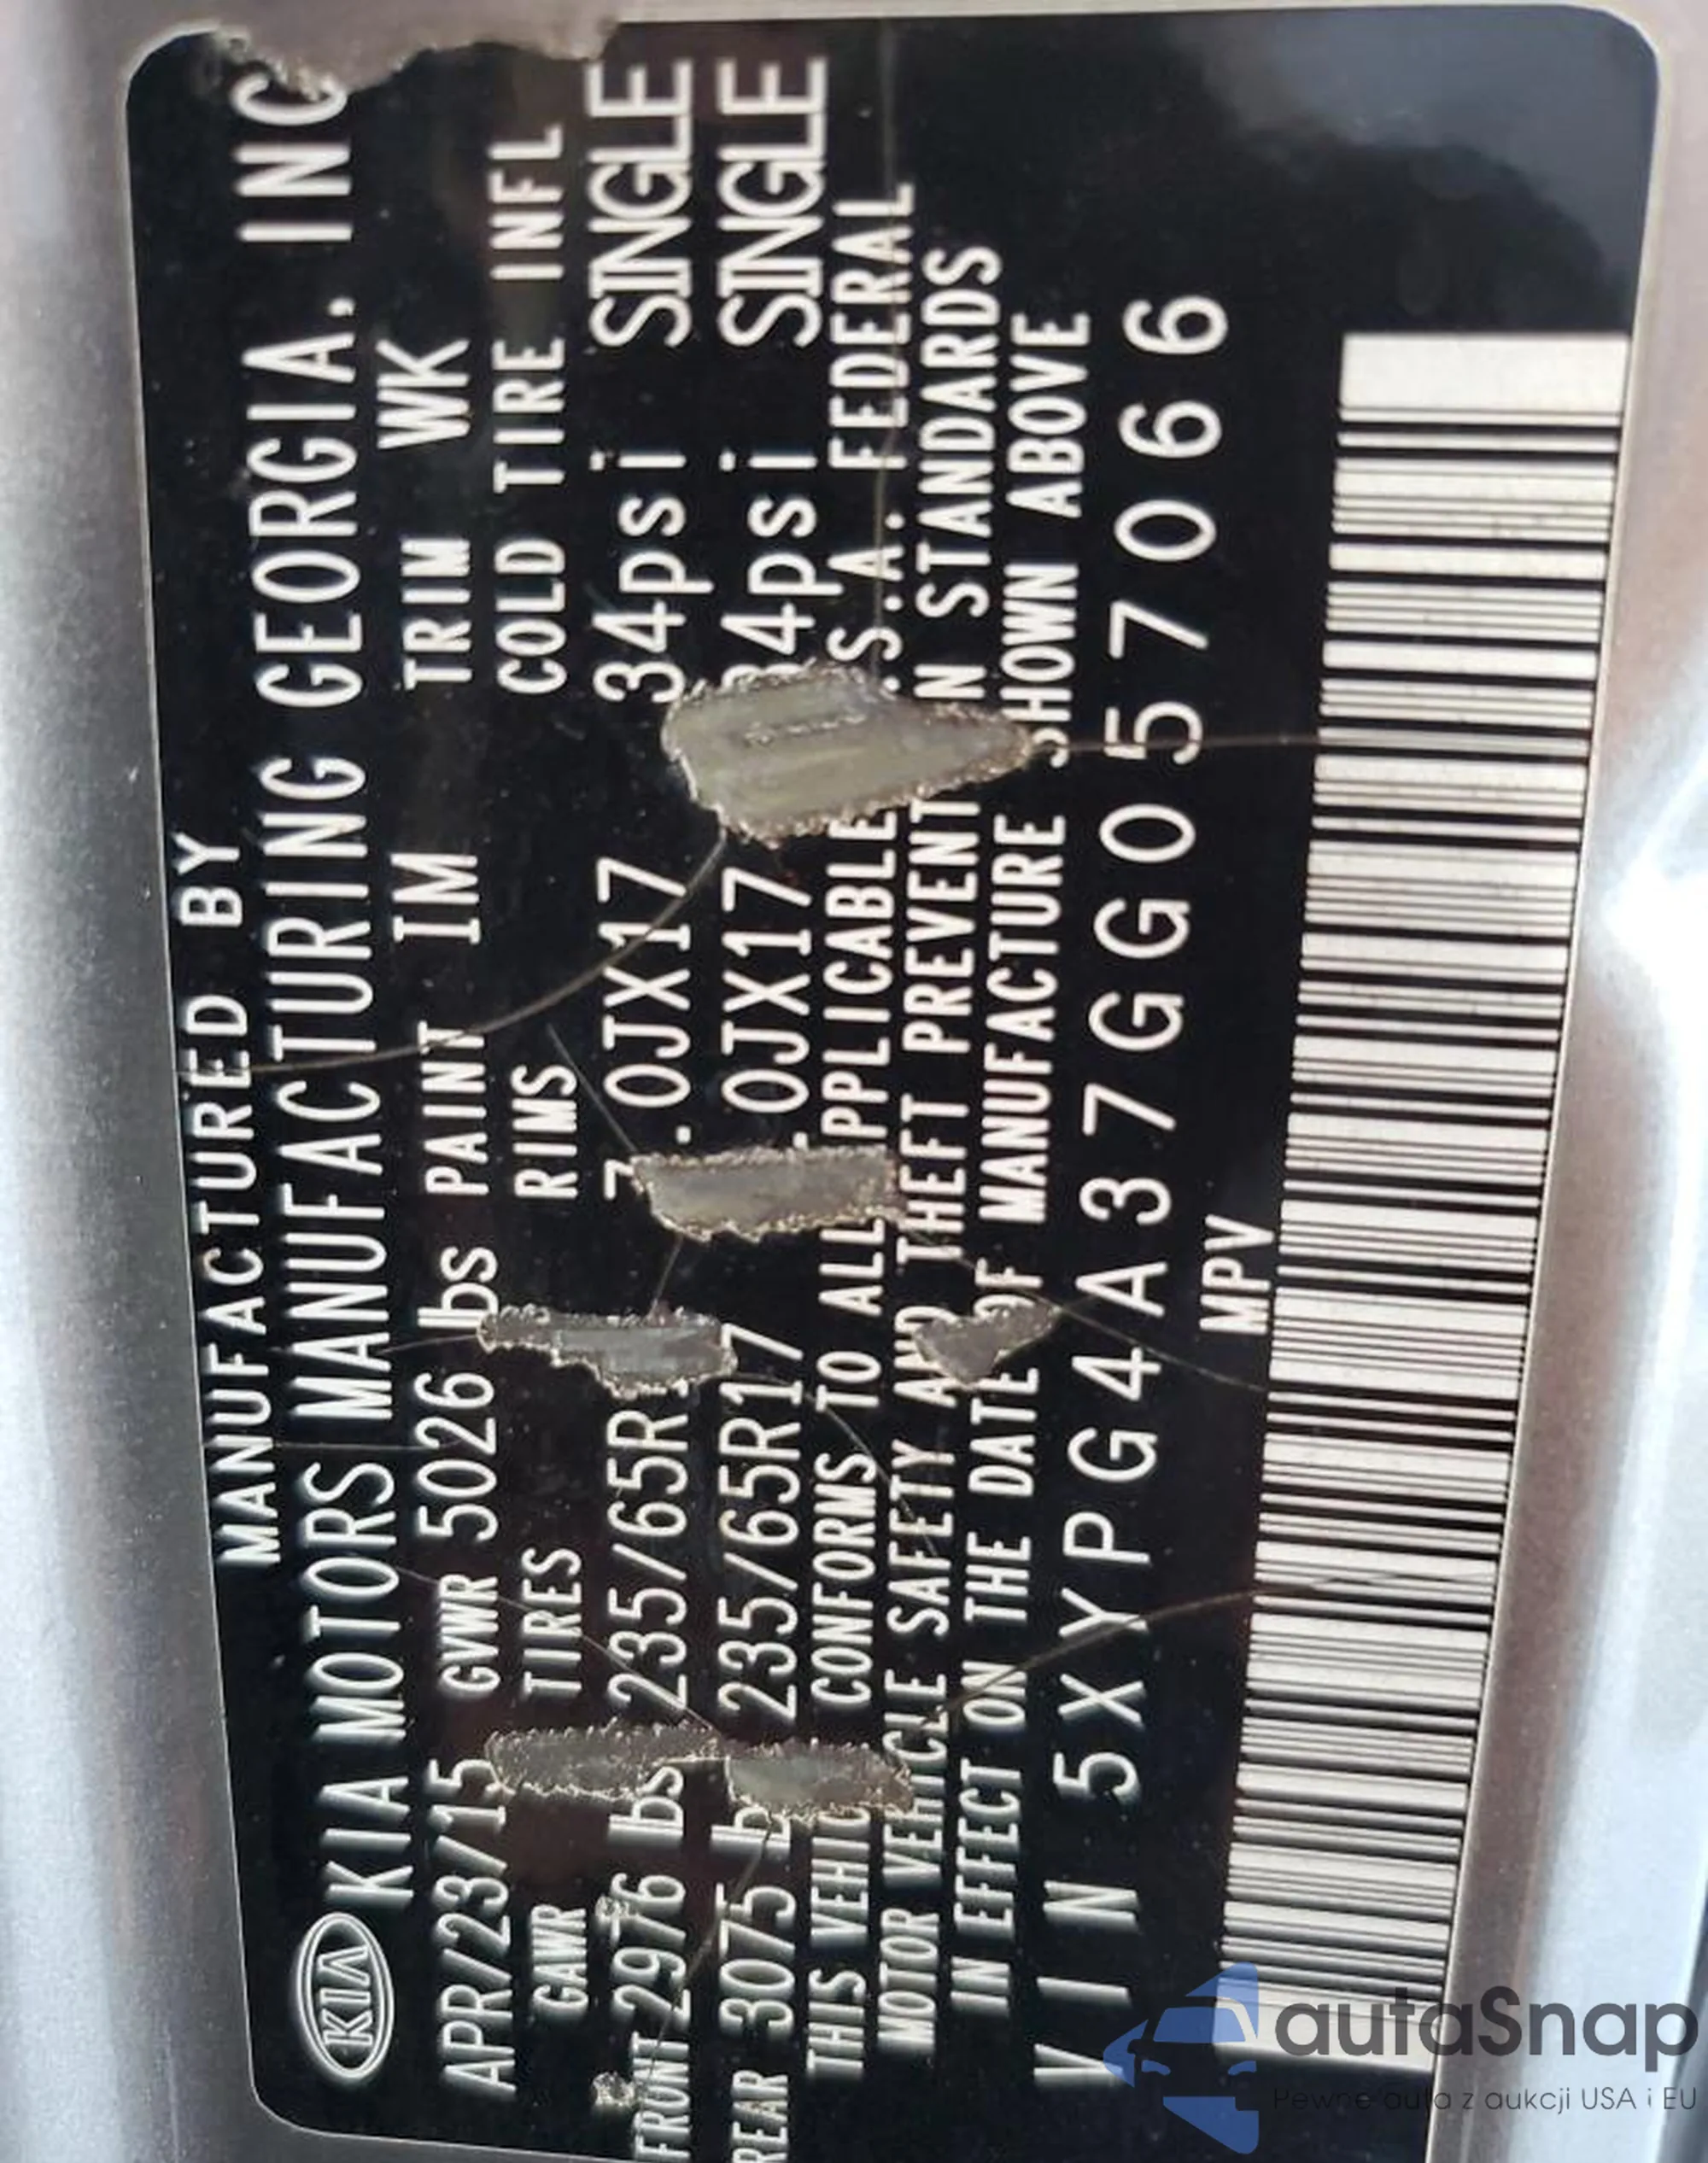 MANUFACTURED BY
KIA KIA MOTORS MANUFACTURING GEORGIA. INC
APR/23/15 GVWR 5026 lbs PAINT IM TRIM WK
GAWR TIRES RIMS COLD TIRE INFL
FRONT 2976 lbs 235/65R17 7.0JX17 34psi SINGLE
REAR 3075 lbs 235/65R17 7.0JX17 34psi SINGLE
THIS VEHICLE CONFORMS TO ALL APPLICABLE U.S.A. FEDERAL
MOTOR VEHICLE SAFETY AND THEFT PREVENTION STANDARDS
IN EFFECT ON THE DATE OF MANUFACTURE SHOWN ABOVE
VIN 5XYPG4A37GG057066
MPV
autaSnap
Pewne auta z aukcji USA i EU